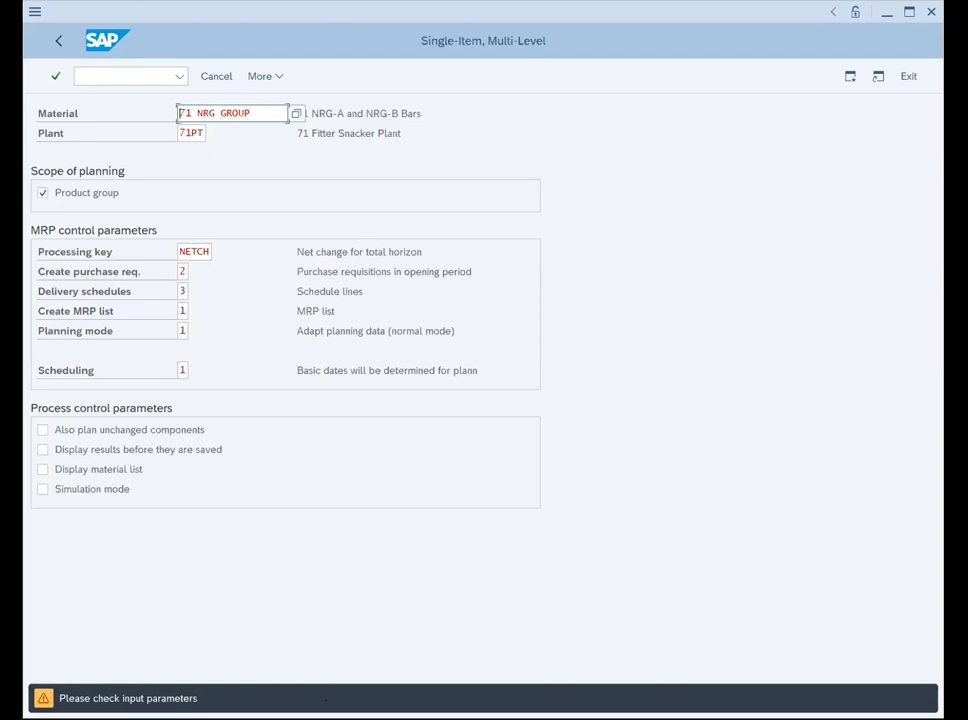 SAP
Single-Item, Multi-Level
Cancel
More
Exit
Material 71 NRG GROUP 1 NRG-A and NRG-B Bars
Plant 71PT 71 Fitter Snacker Plant
Scope of planning
Product group
MRP control parameters
Processing key NETCH Net change for total horizon
Create purchase req. 2 Purchase requisitions in opening period
Delivery schedules 3 Schedule lines
Create MRP list 1 MRP list
Planning mode 1 Adapt planning data (normal mode)
Scheduling 1 Basic dates will be determined for plann
Process control parameters
Also plan unchanged components
Display results before they are saved
Display material list
Simulation mode
Please check input parameters